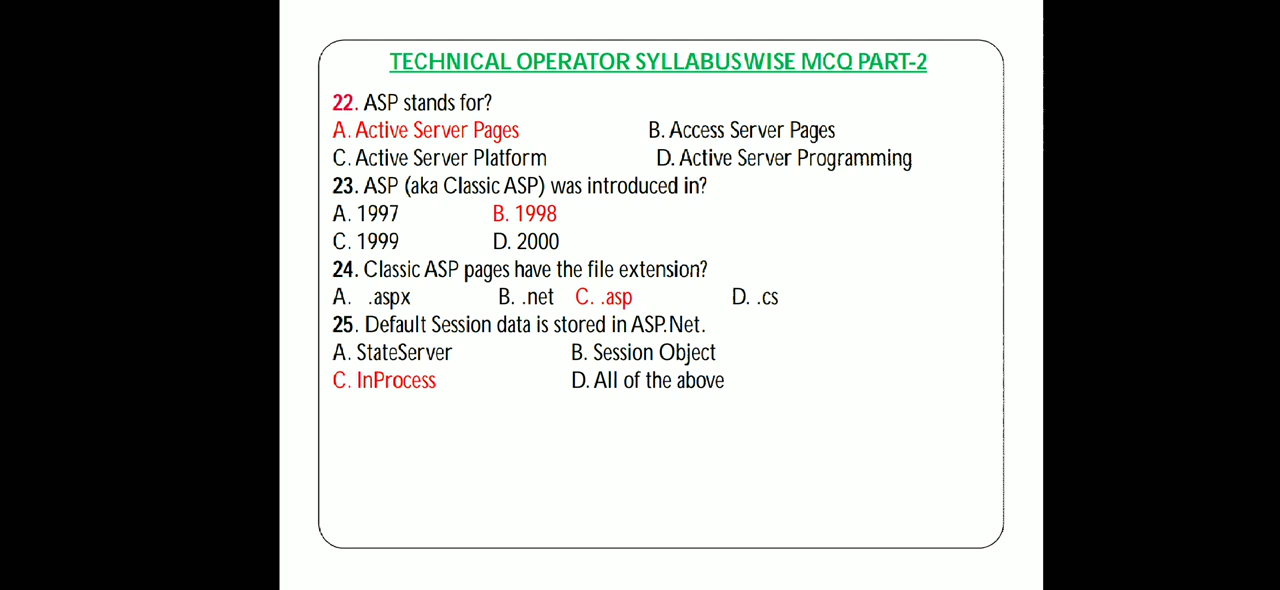 TECHNICAL OPERATOR SYLLABUSWISE MCQ PART-2
22. ASP stands for?
A. Active Server Pages B. Access Server Pages
C. Active Server Platform D. Active Server Programming
23. ASP (aka Classic ASP) was introduced in?
A. 1997 B. 1998
C. 1999 D. 2000
24. Classic ASP pages have the file extension?
A. .aspx B. .net C. .asp D. .cs
25. Default Session data is stored in ASP.Net.
A. StateServer B. Session Object
C. InProcess D. All of the above